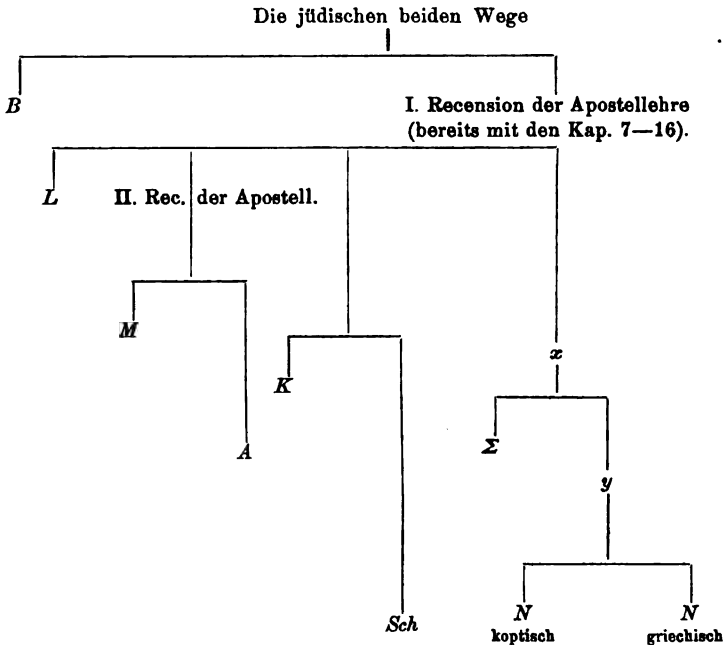 Die jüdischen beiden Wege
B
I. Recension der Apostellehre
(bereits mit den Kap. 7—16).
L
II. Rec. der Apostell.
M
x
K
A
Σ
y
Sch
N
N
koptisch
griechisch